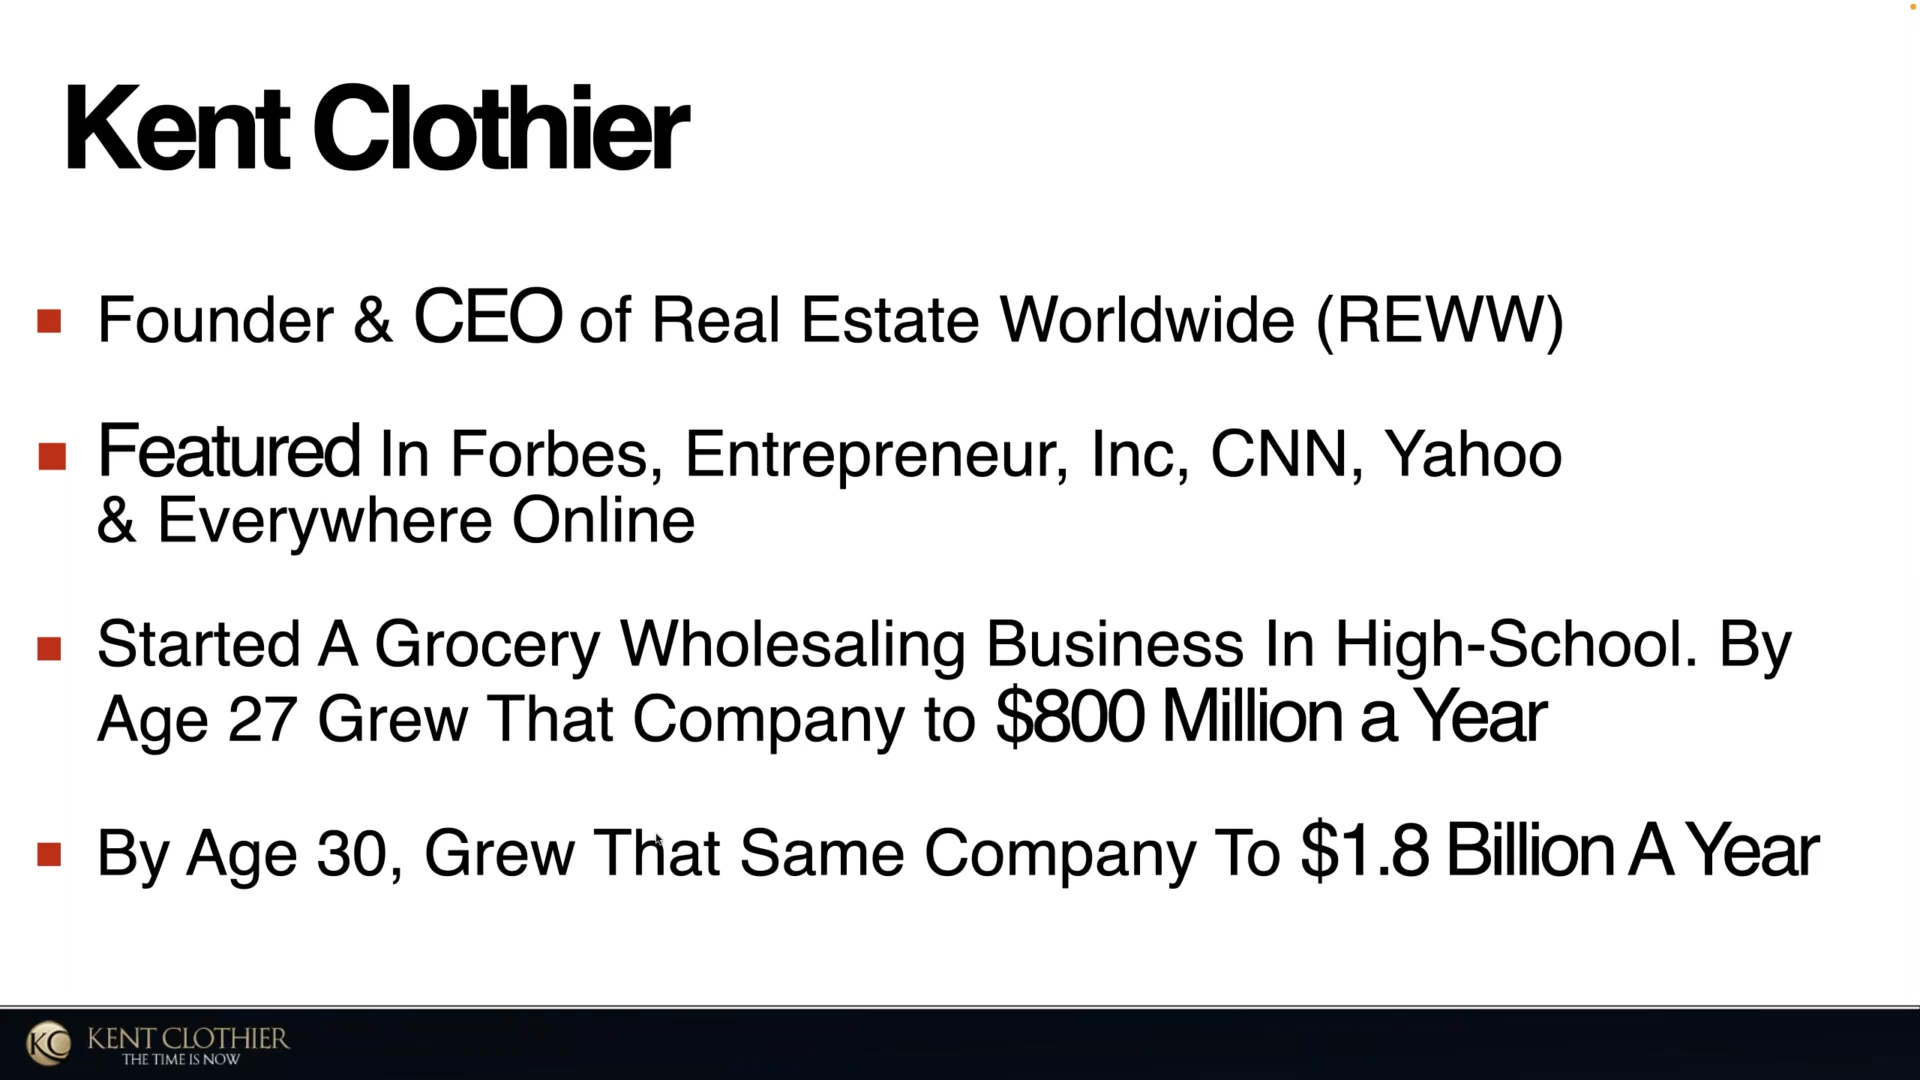 Kent Clothier
Founder & CEO of Real Estate Worldwide (REWW)
Featured In Forbes, Entrepreneur, Inc, CNN, Yahoo
& Everywhere Online
Started A Grocery Wholesaling Business In High-School. By
Age 27 Grew That Company to $800 Million a Year
By Age 30, Grew That Same Company To $1.8 Billion A Year
KC
KENT CLOTHIER
THE TIME IS NOW